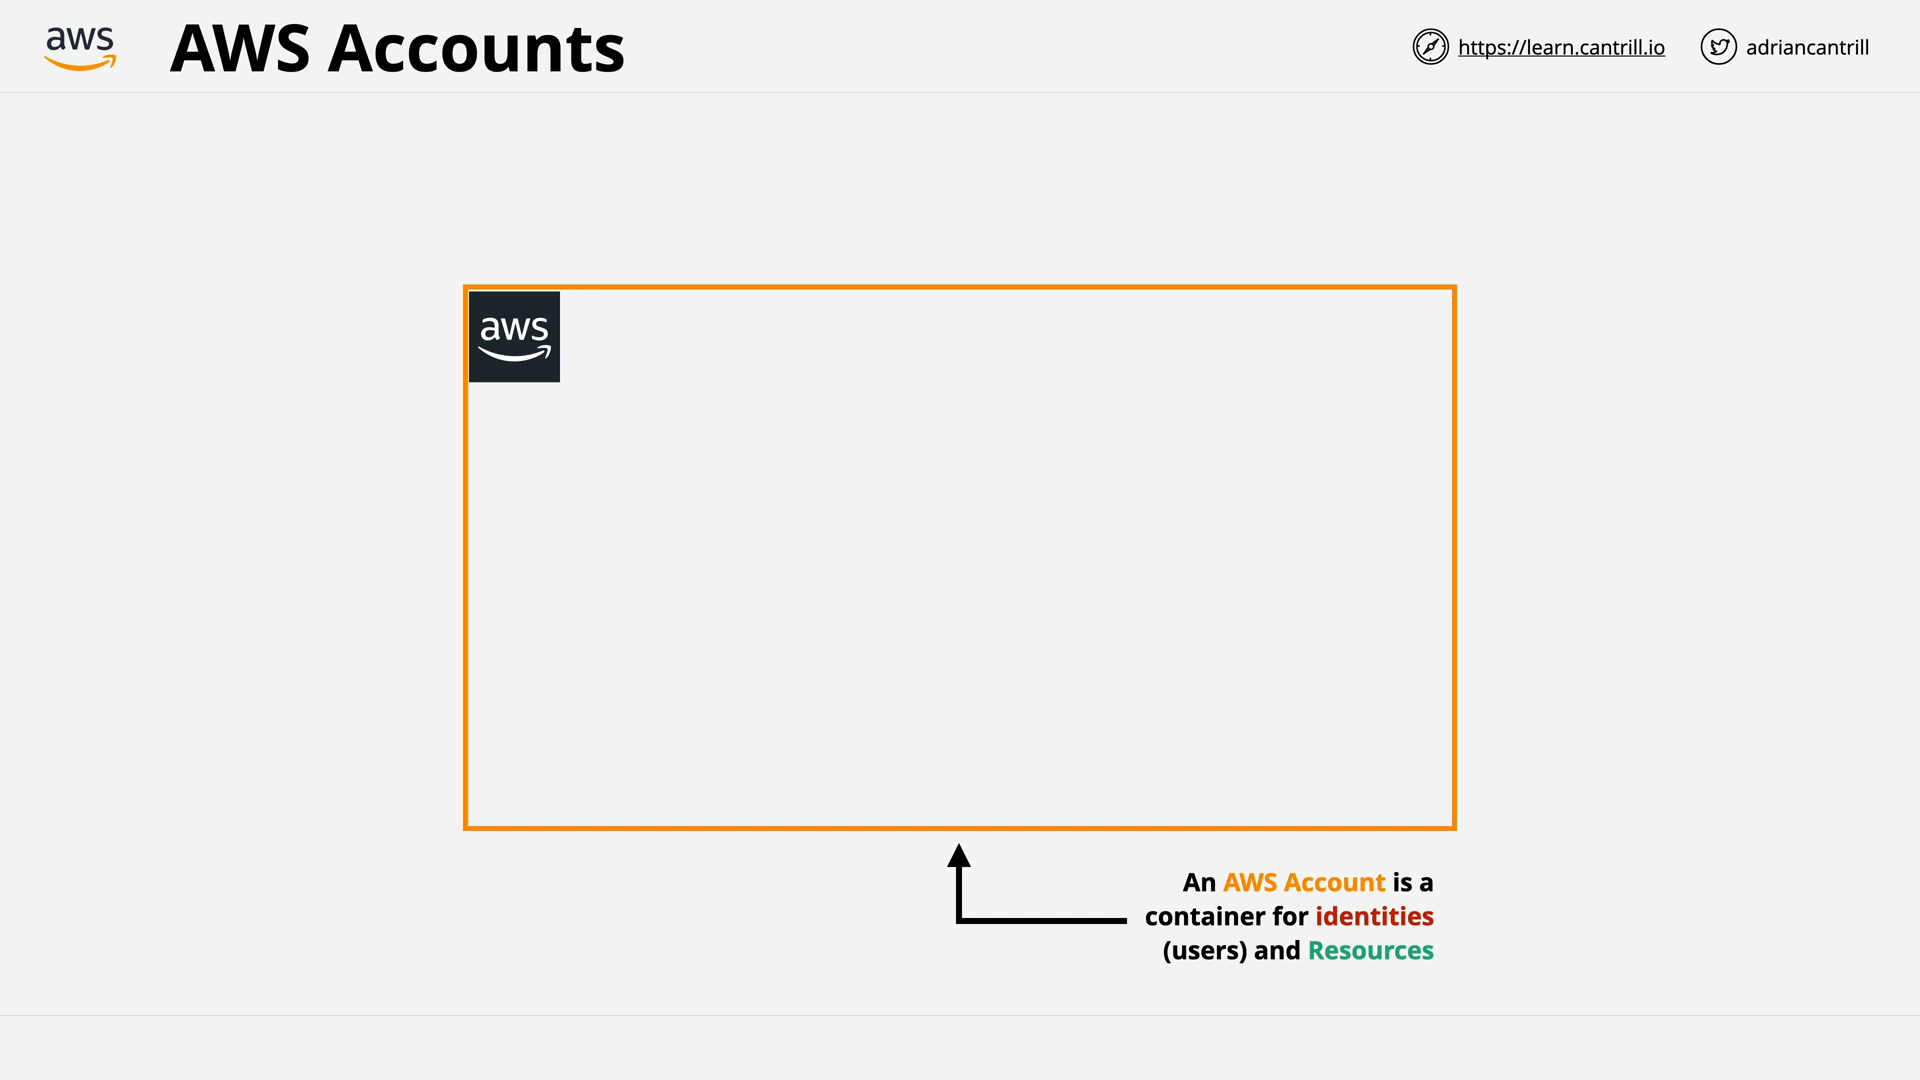 aws
AWS Accounts
https://learn.cantrill.io
adriancantrill
aws
An AWS Account is a
container for identities
(users) and Resources